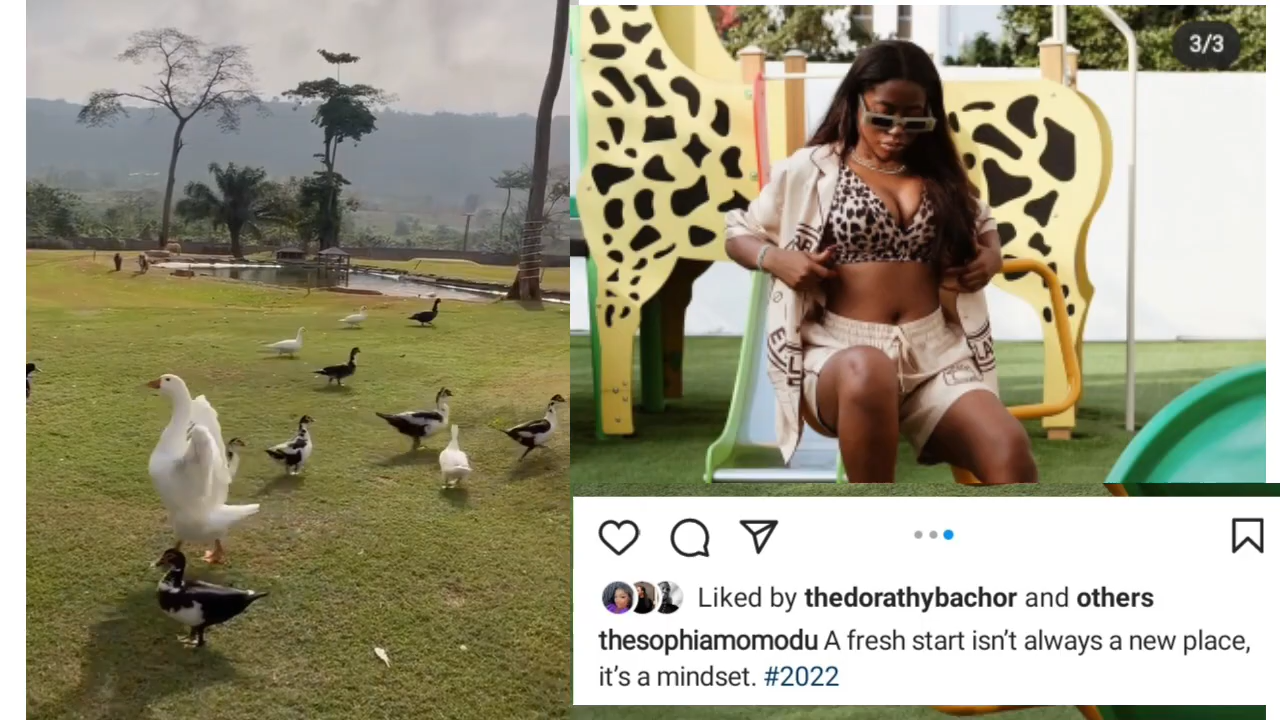 3/3
Liked by thedorathybachor and others
thesophiamomodu A fresh start isn’t always a new place,
it’s a mindset. #2022